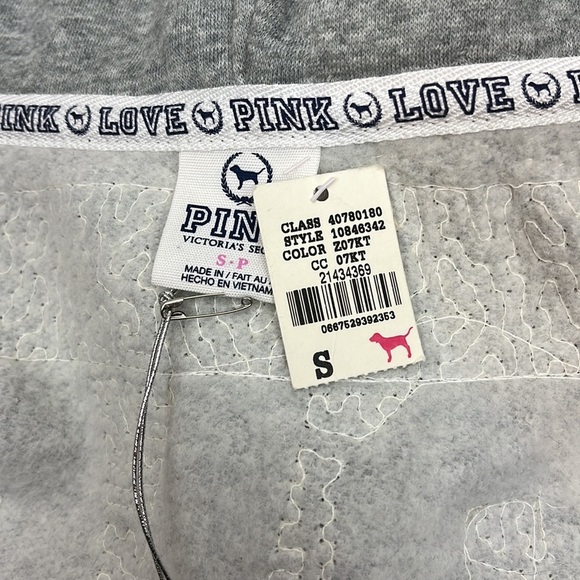 PINK LOVE PINK LOVE
PINK
VICTORIA'S
S•P
MADE IN / FAIT AU
HECHO EN VIETNAM
CLASS 40780180
STYLE 10846342
COLOR Z07KT
CC 07KT
21434369
0667529392353
S